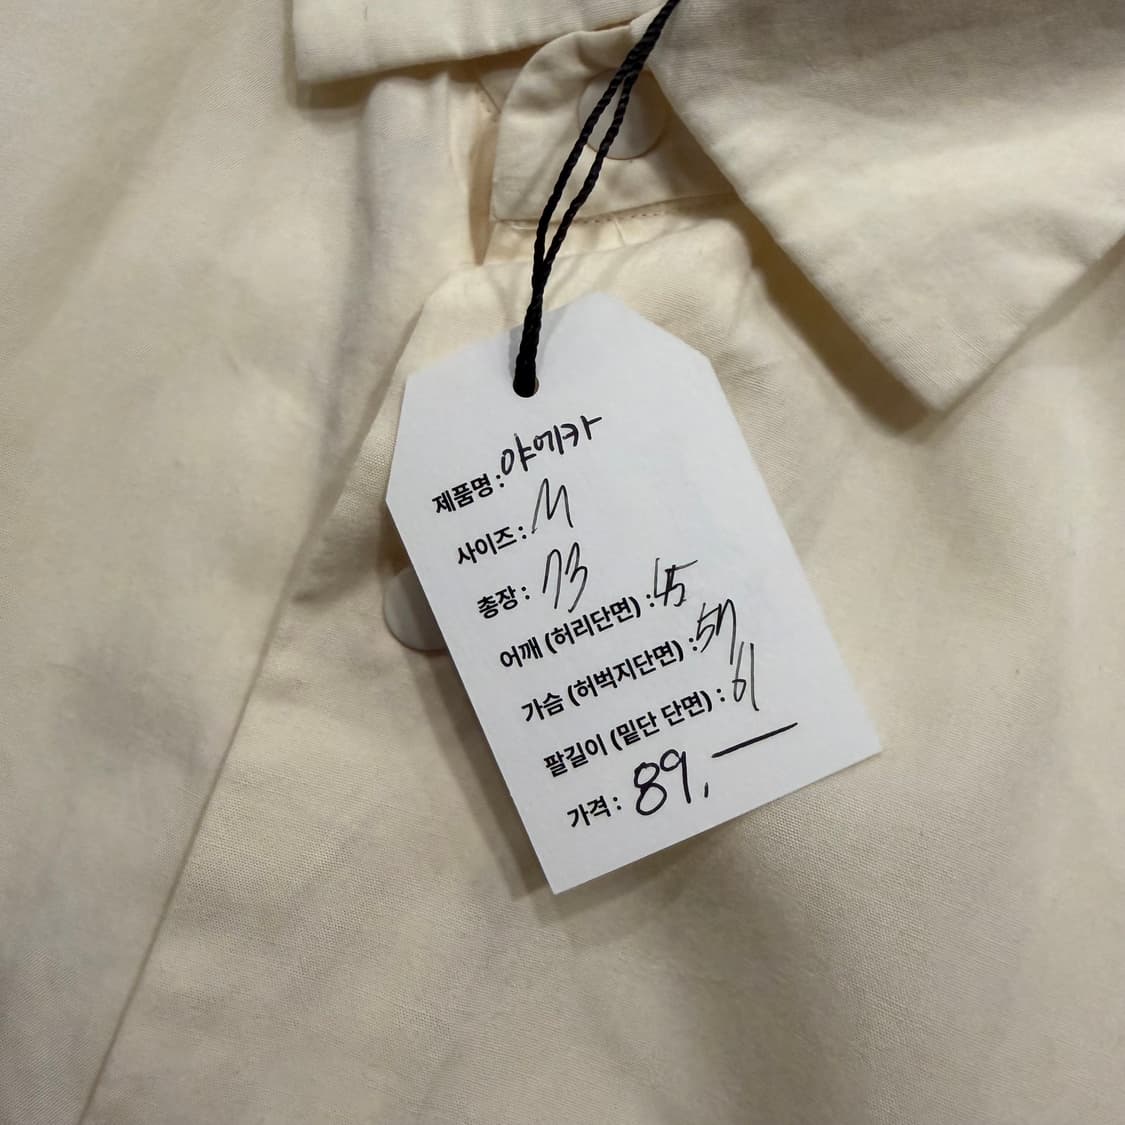 제품명 : 야에카
사이즈 : M
총장 : 73
어깨 (허리단면) : 45
가슴 (허벅지단면) : 57
팔길이 (밑단 단면) : 61
가격 : 89,—